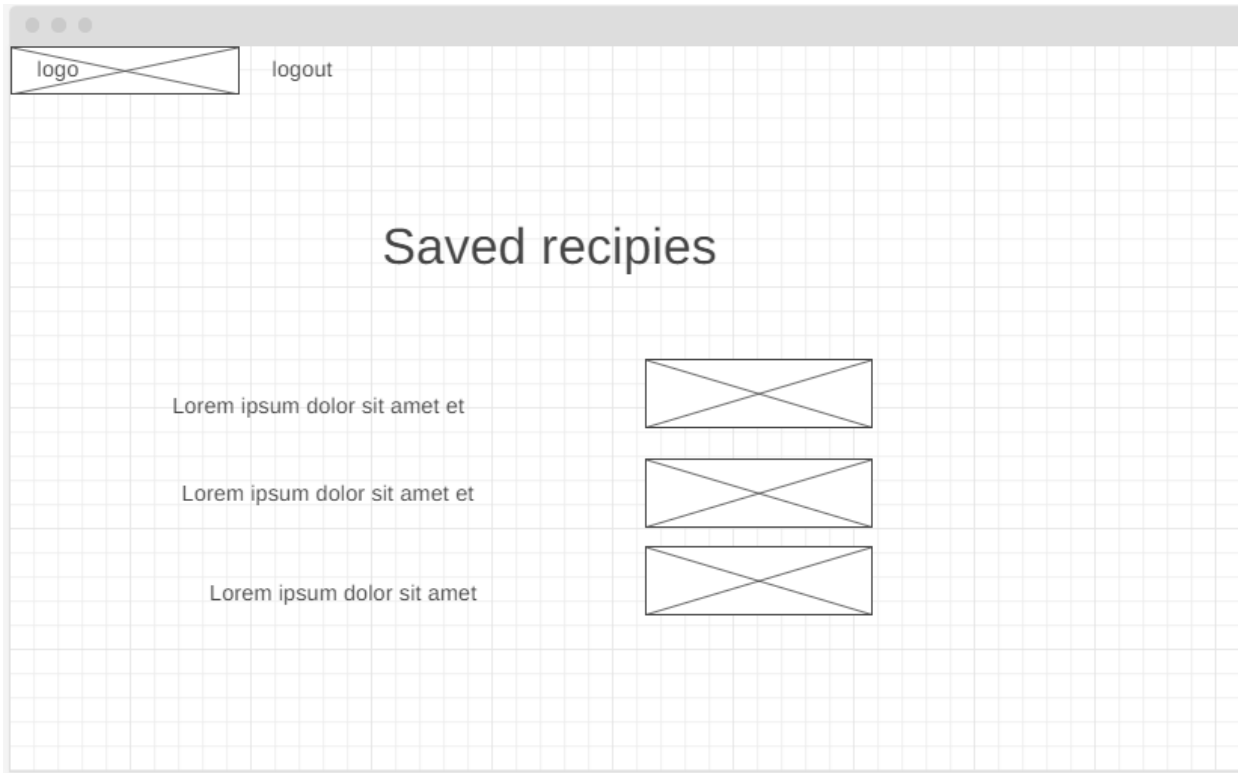 logo logout
Saved recipies
Lorem ipsum dolor sit amet et
Lorem ipsum dolor sit amet et
Lorem ipsum dolor sit amet